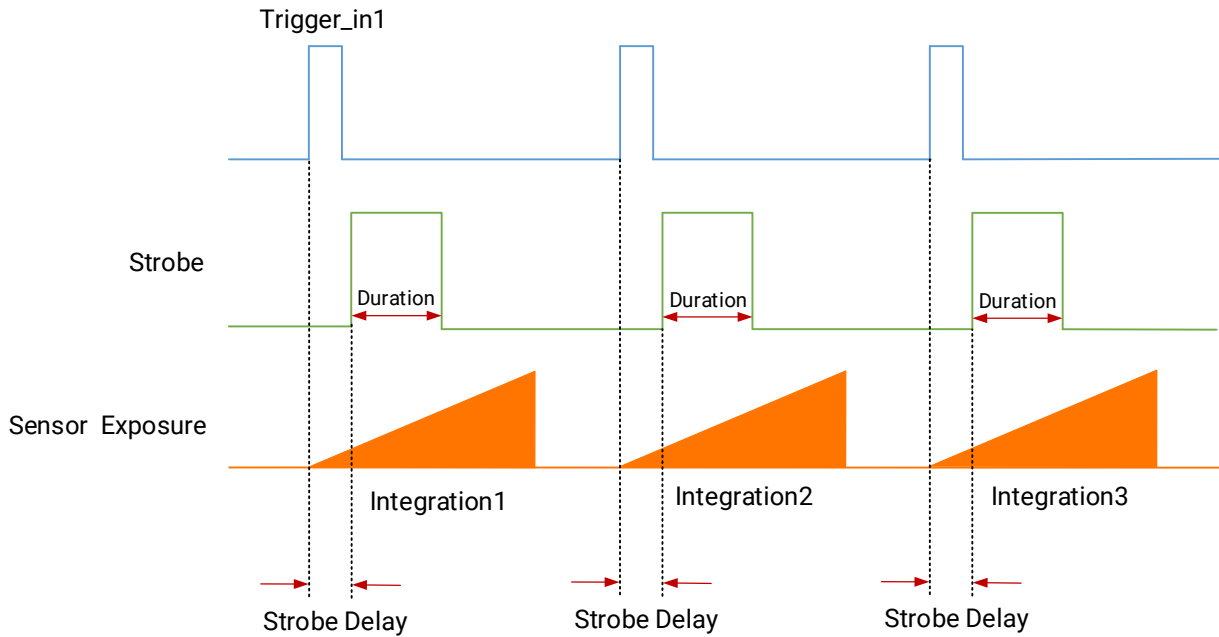 Trigger_in1
Strobe
Duration
Duration
Duration
Sensor Exposure
Integration1
Integration2
Integration3
Strobe Delay
Strobe Delay
Strobe Delay